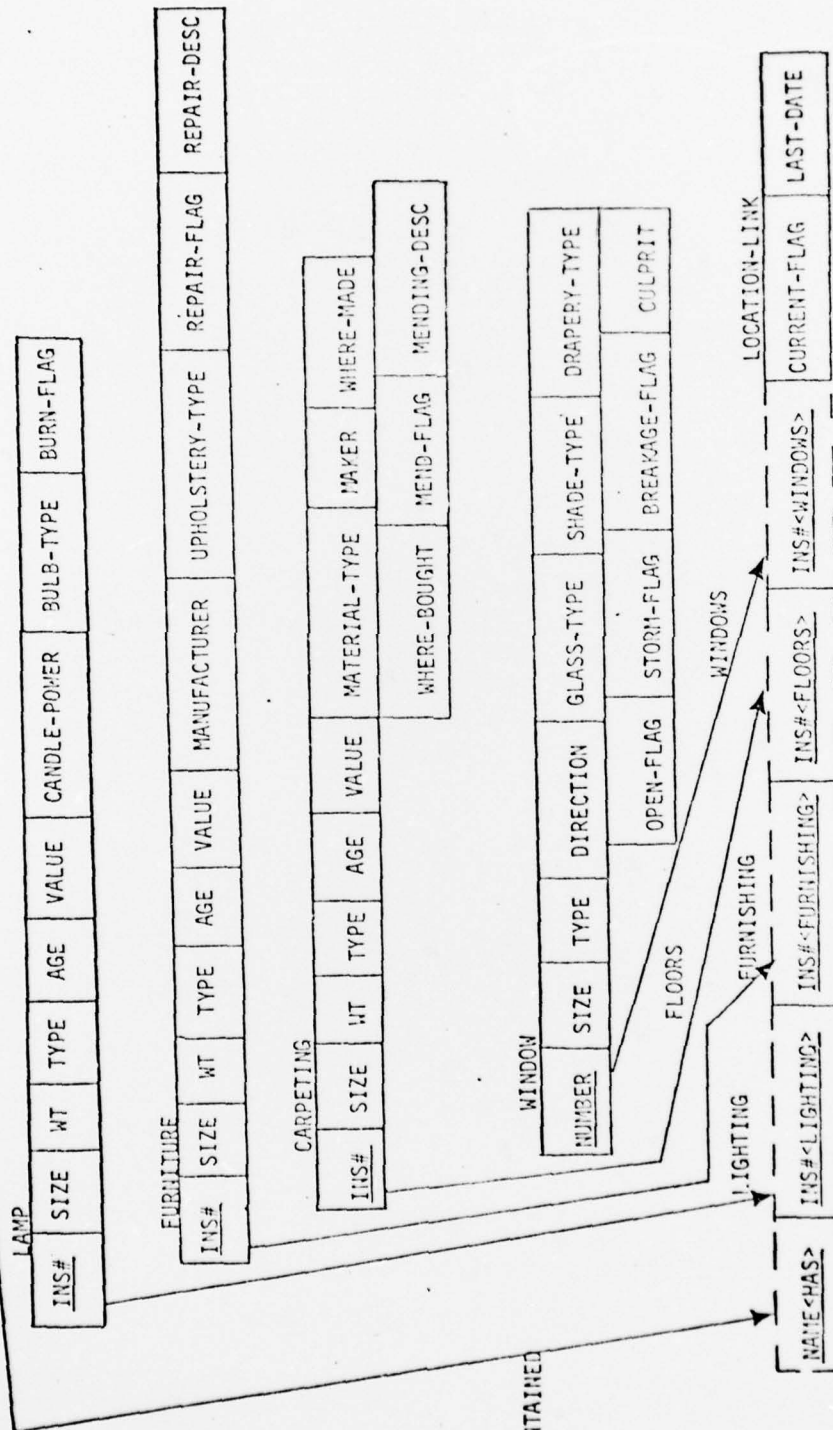 LAMP
INS# SIZE WT TYPE AGE VALUE CANDLE-POWER BULB-TYPE BURN-FLAG
FURNITURE
INS# SIZE WT TYPE AGE VALUE MANUFACTURER UPHOLSTERY-TYPE REPAIR-FLAG REPAIR-DESC
CARPETING
INS# SIZE WT TYPE AGE VALUE MATERIAL-TYPE MAKER WHERE-MADE
WHERE-BOUGHT MEND-FLAG MENDING-DESC
WINDOW
NUMBER SIZE TYPE DIRECTION GLASS-TYPE SHADE-TYPE DRAPERY-TYPE
OPEN-FLAG STORM-FLAG BREAKAGE-FLAG CULPRIT
WINDOWS
FLOORS
FURNISHING
LIGHTING
NTAINED
LOCATION-LINK
NAME<HAS> INS#<LIGHTING> INS#<FURNISHING> INS#<FLOORS> INS#<WINDOWS> CURRENT-FLAG LAST-DATE